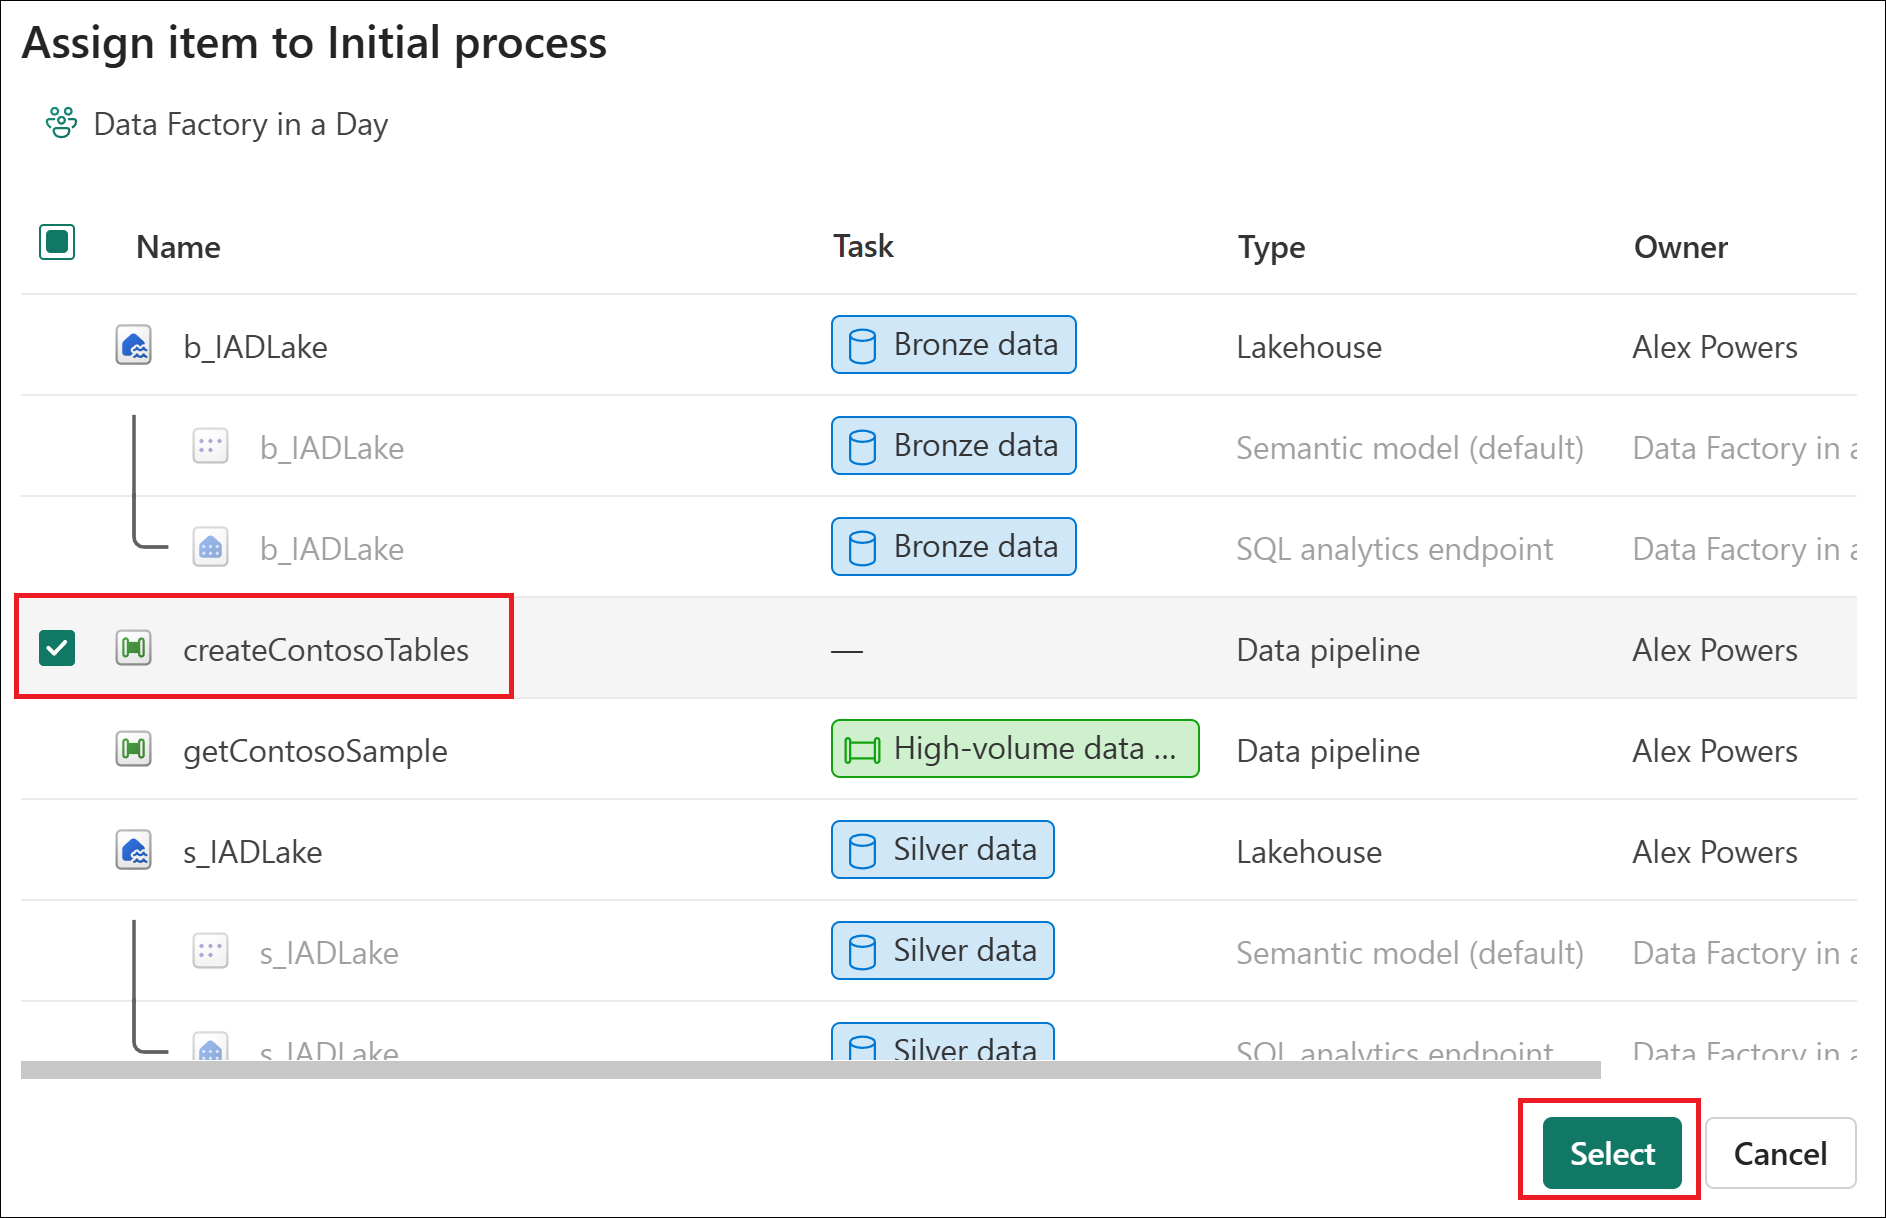 Assign item to Initial process
Data Factory in a Day
Name Task Type Owner
b_IADLake Bronze data Lakehouse Alex Powers
b_IADLake Bronze data Semantic model (default) Data Factory in a
b_IADLake Bronze data SQL analytics endpoint Data Factory in a
createContosoTables — Data pipeline Alex Powers
getContosoSample High-volume data ... Data pipeline Alex Powers
s_IADLake Silver data Lakehouse Alex Powers
s_IADLake Silver data Semantic model (default) Data Factory in a
s_IADLake Silver data SQL analytics endpoint Data Factory in a
Select Cancel